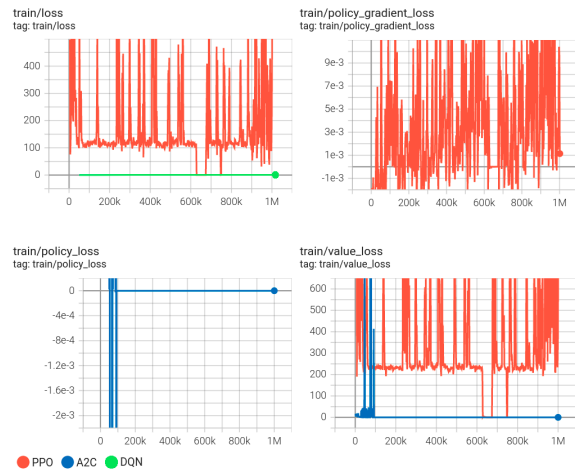 train/loss
tag: train/loss
400
300
200
100
0
0
200k
400k
600k
800k
1M
train/policy_gradient_loss
tag: train/policy_gradient_loss
9e-3
7e-3
5e-3
3e-3
1e-3
-1e-3
0
200k
400k
600k
800k
1M
train/policy_loss
tag: train/policy_loss
0
-4e-4
-8e-4
-1.2e-3
-1.6e-3
-2e-3
0
200k
400k
600k
800k
1M
train/value_loss
tag: train/value_loss
600
500
400
300
200
100
0
0
200k
400k
600k
800k
1M
PPO A2C DQN